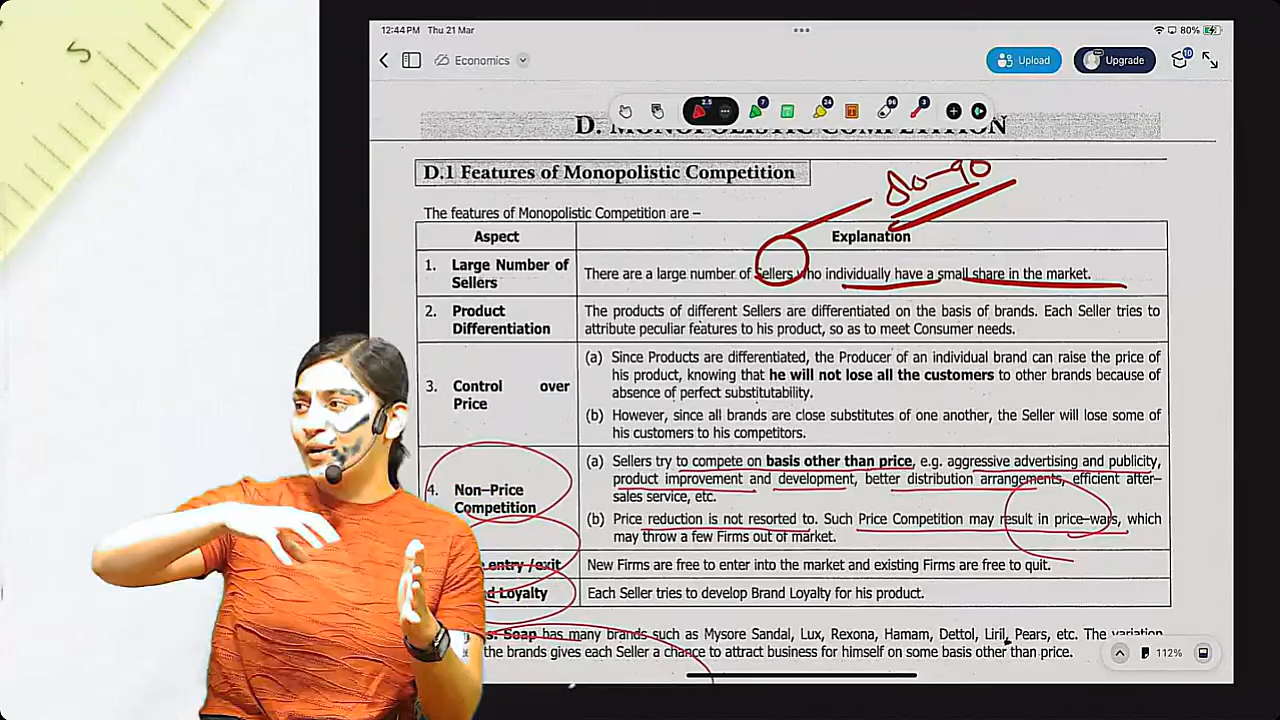 5
12:44 PM Thu 21 Mar
80%
Economics
Upload
Upgrade
10
2.5
7
24
96
3
D. MONOPOLISTIC COMPETITION
D.1 Features of Monopolistic Competition
80-90
The features of Monopolistic Competition are –
Aspect Explanation
1. Large Number of Sellers
There are a large number of Sellers who individually have a small share in the market.
2. Product Differentiation
The products of different Sellers are differentiated on the basis of brands. Each Seller tries to
attribute peculiar features to his product, so as to meet Consumer needs.
3. Control over Price
(a) Since Products are differentiated, the Producer of an individual brand can raise the price of
his product, knowing that he will not lose all the customers to other brands because of
absence of perfect substitutability.
(b) However, since all brands are close substitutes of one another, the Seller will lose some of
his customers to his competitors.
4. Non–Price Competition
(a) Sellers try to compete on basis other than price, e.g. aggressive advertising and publicity,
product improvement and development, better distribution arrangements, efficient after–
sales service, etc.
(b) Price reduction is not resorted to. Such Price Competition may result in price–wars, which
may throw a few Firms out of market.
entry /exit New Firms are free to enter into the market and existing Firms are free to quit.
Loyalty Each Seller tries to develop Brand Loyalty for his product.
Soap has many brands such as Mysore Sandal, Lux, Rexona, Hamam, Dettol, Liril, Pears, etc. The variation
the brands gives each Seller a chance to attract business for himself on some basis other than price.
112%